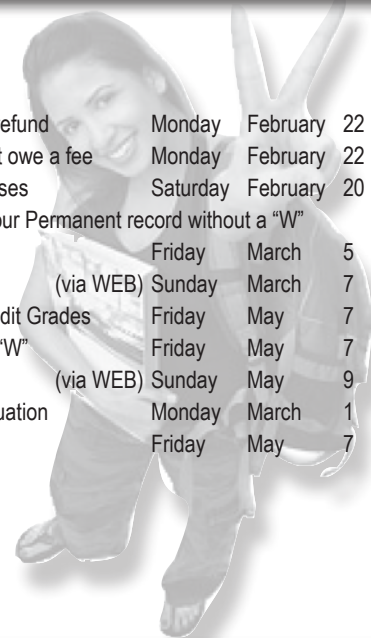 efund Monday February 22
t owe a fee Monday February 22
ses Saturday February 20
our Permanent record without a “W”
Friday March 5
(via WEB) Sunday March 7
dit Grades Friday May 7
“W” Friday May 7
(via WEB) Sunday May 9
uation Monday March 1
Friday May 7